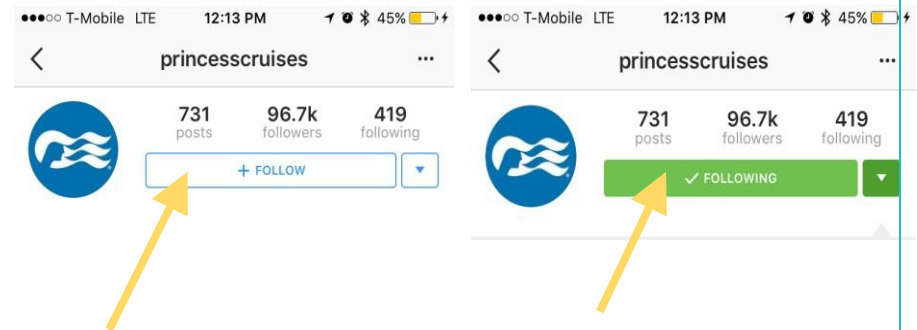 T-Mobile LTE 12:13 PM 45%
princesscruises
731 96.7k 419
posts followers following
+ FOLLOW
T-Mobile LTE 12:13 PM 45%
princesscruises
731 96.7k 419
posts followers following
✓ FOLLOWING